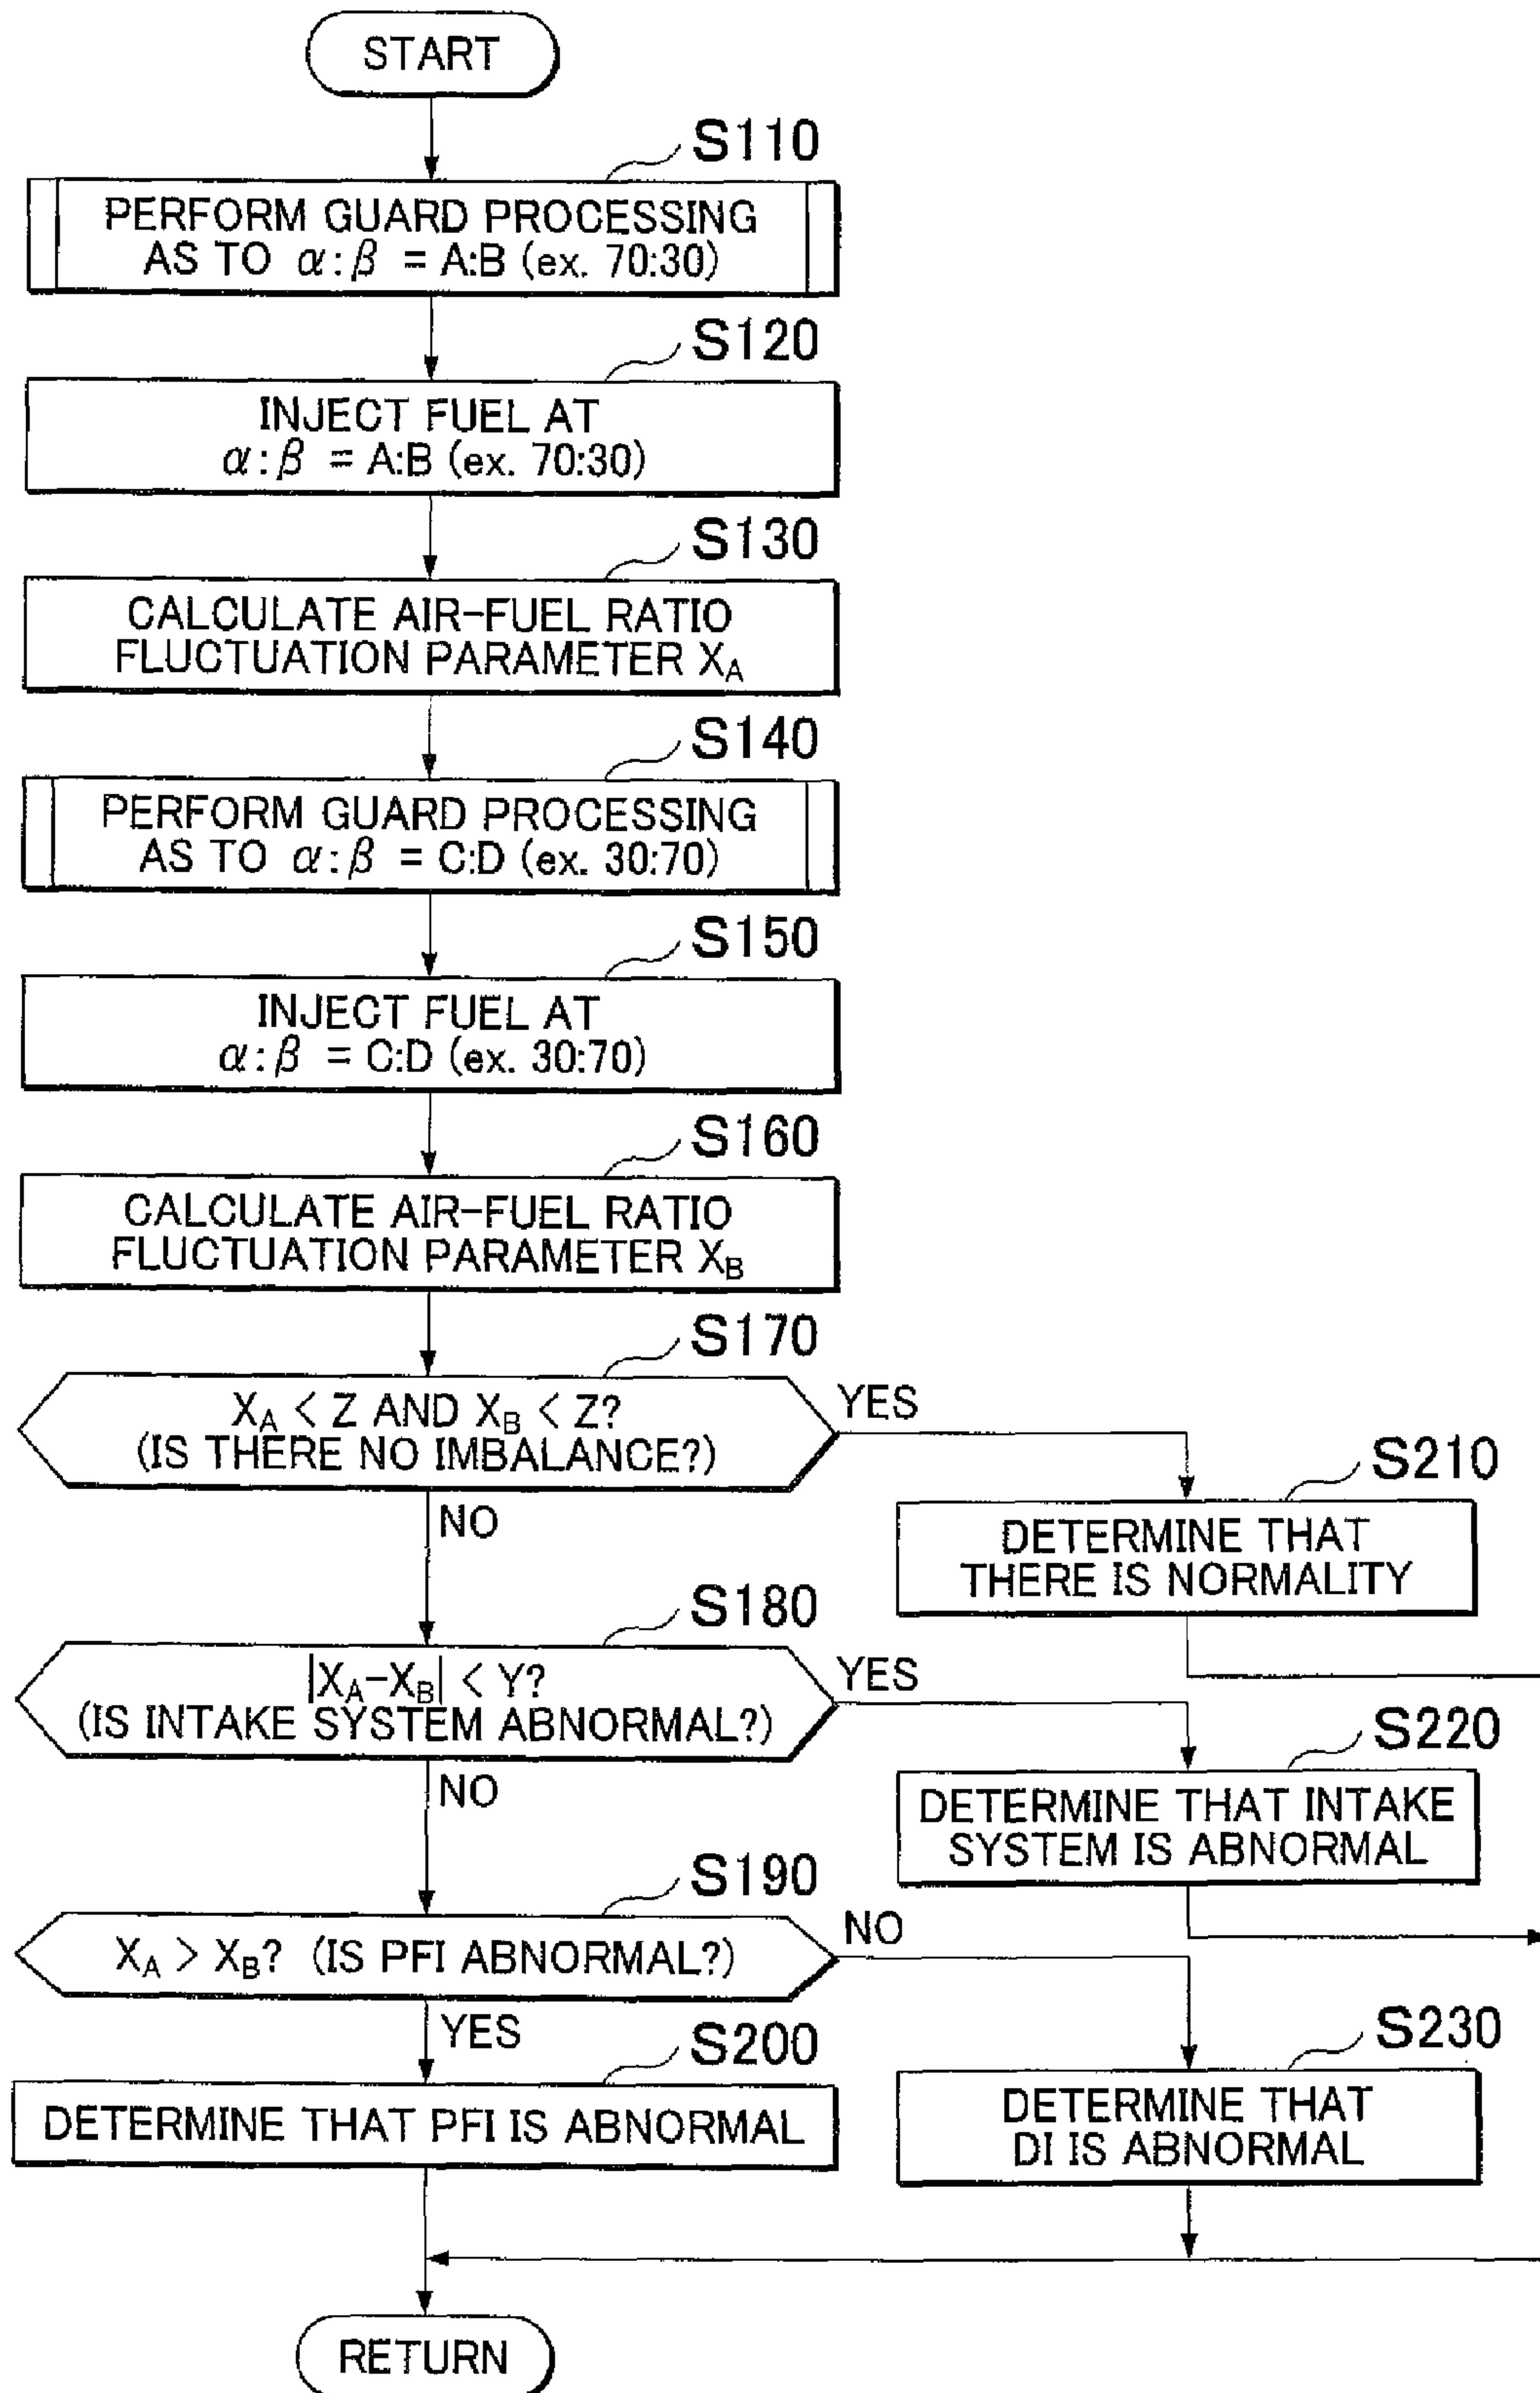 START
S110
PERFORM GUARD PROCESSING
AS TO α:β = A:B (ex. 70:30)
S120
INJECT FUEL AT
α:β = A:B (ex. 70:30)
S130
CALCULATE AIR-FUEL RATIO
FLUCTUATION PARAMETER XA
S140
PERFORM GUARD PROCESSING
AS TO α:β = C:D (ex. 30:70)
S150
INJECT FUEL AT
α:β = C:D (ex. 30:70)
S160
CALCULATE AIR-FUEL RATIO
FLUCTUATION PARAMETER XB
S170
XA < Z AND XB < Z?
(IS THERE NO IMBALANCE?)
YES
NO
S210
DETERMINE THAT
THERE IS NORMALITY
S180
|XA-XB| < Y?
(IS INTAKE SYSTEM ABNORMAL?)
YES
NO
S220
DETERMINE THAT INTAKE
SYSTEM IS ABNORMAL
S190
XA > XB? (IS PFI ABNORMAL?)
NO
YES
S200
DETERMINE THAT PFI IS ABNORMAL
S230
DETERMINE THAT
DI IS ABNORMAL
RETURN